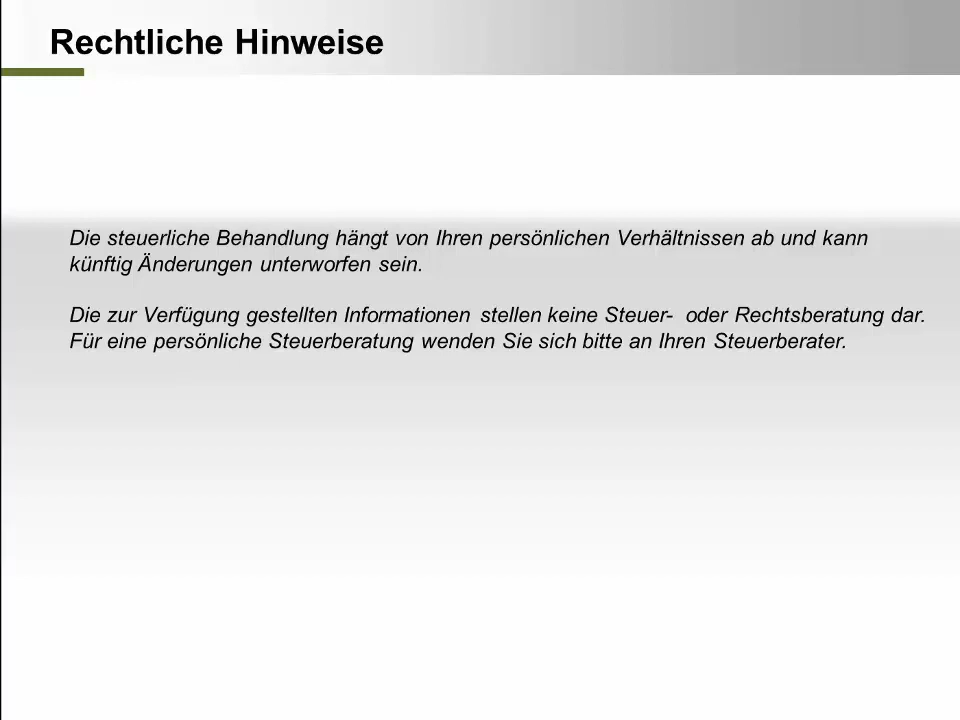 Rechtliche Hinweise
Die steuerliche Behandlung hängt von Ihren persönlichen Verhältnissen ab und kann
künftig Änderungen unterworfen sein.
Die zur Verfügung gestellten Informationen stellen keine Steuer- oder Rechtsberatung dar.
Für eine persönliche Steuerberatung wenden Sie sich bitte an Ihren Steuerberater.